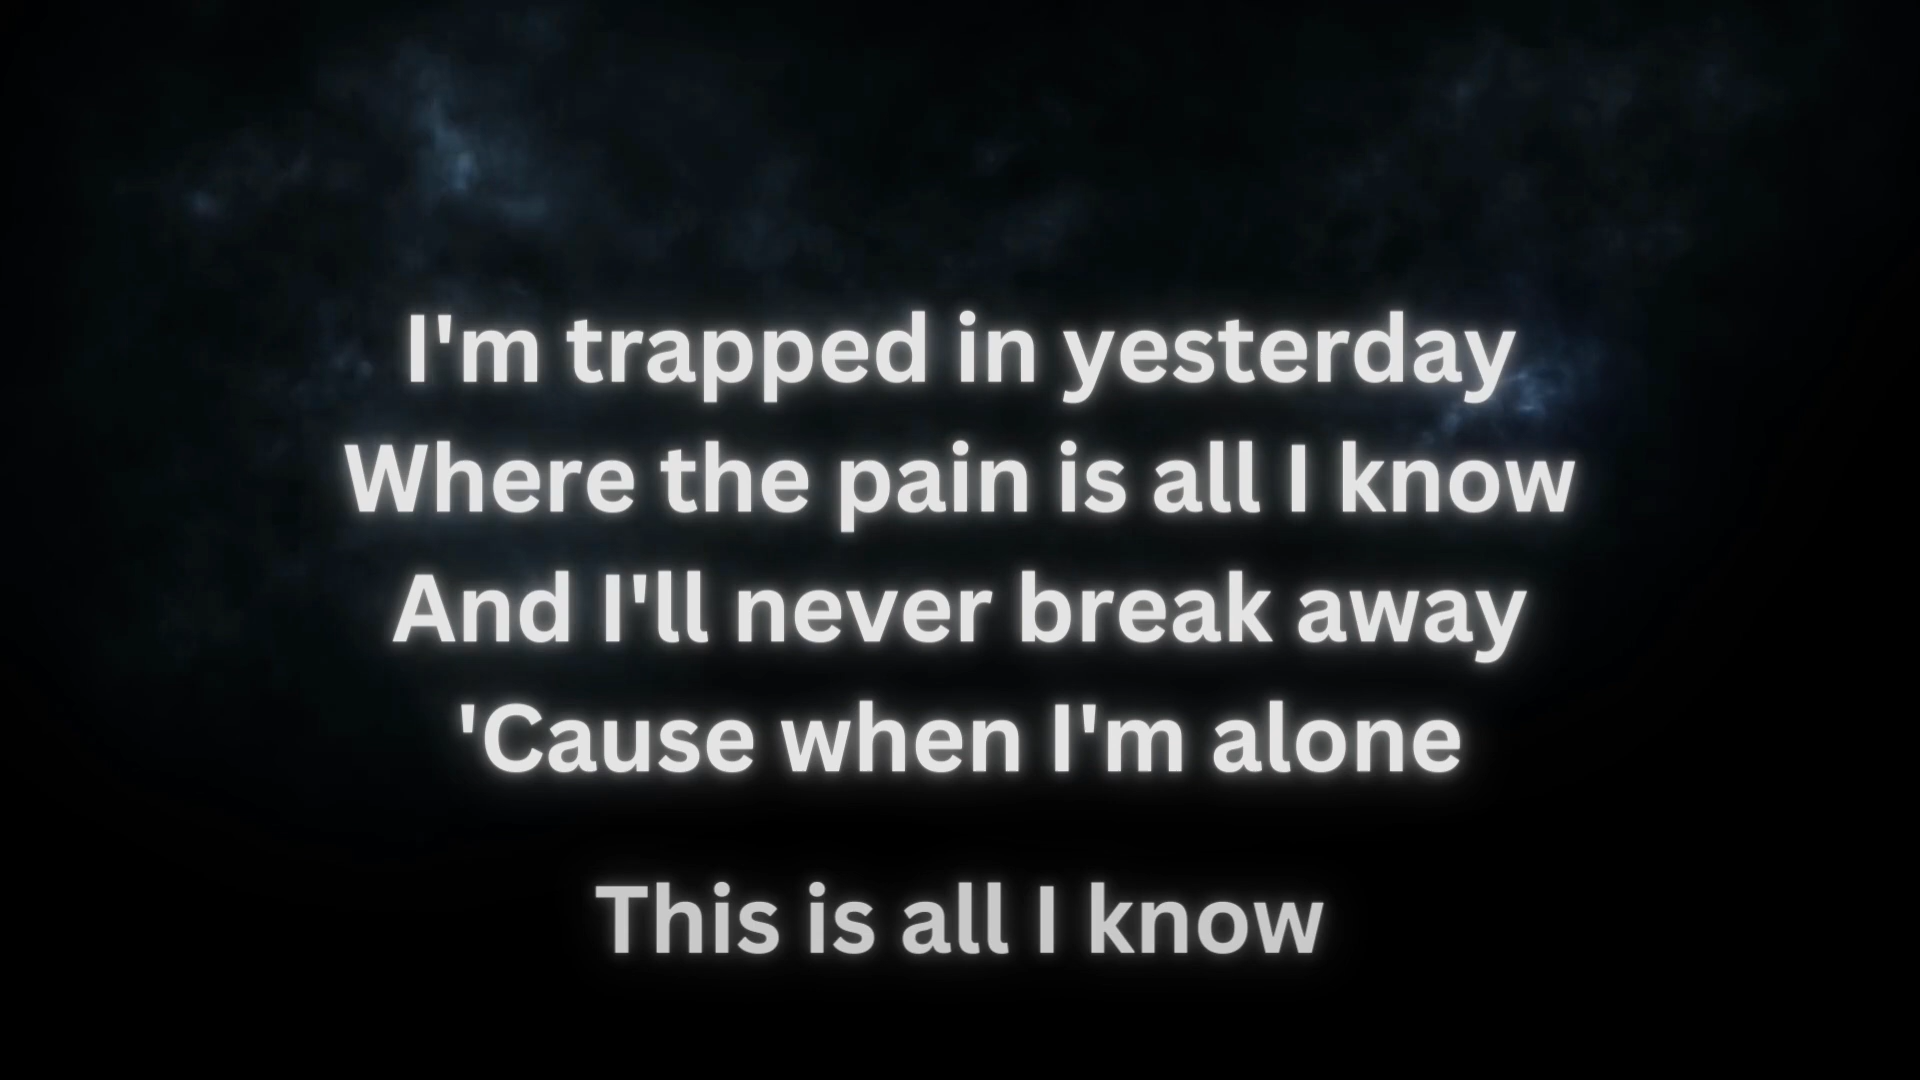 I'm trapped in yesterday
Where the pain is all I know
And I'll never break away
'Cause when I'm alone
This is all I know